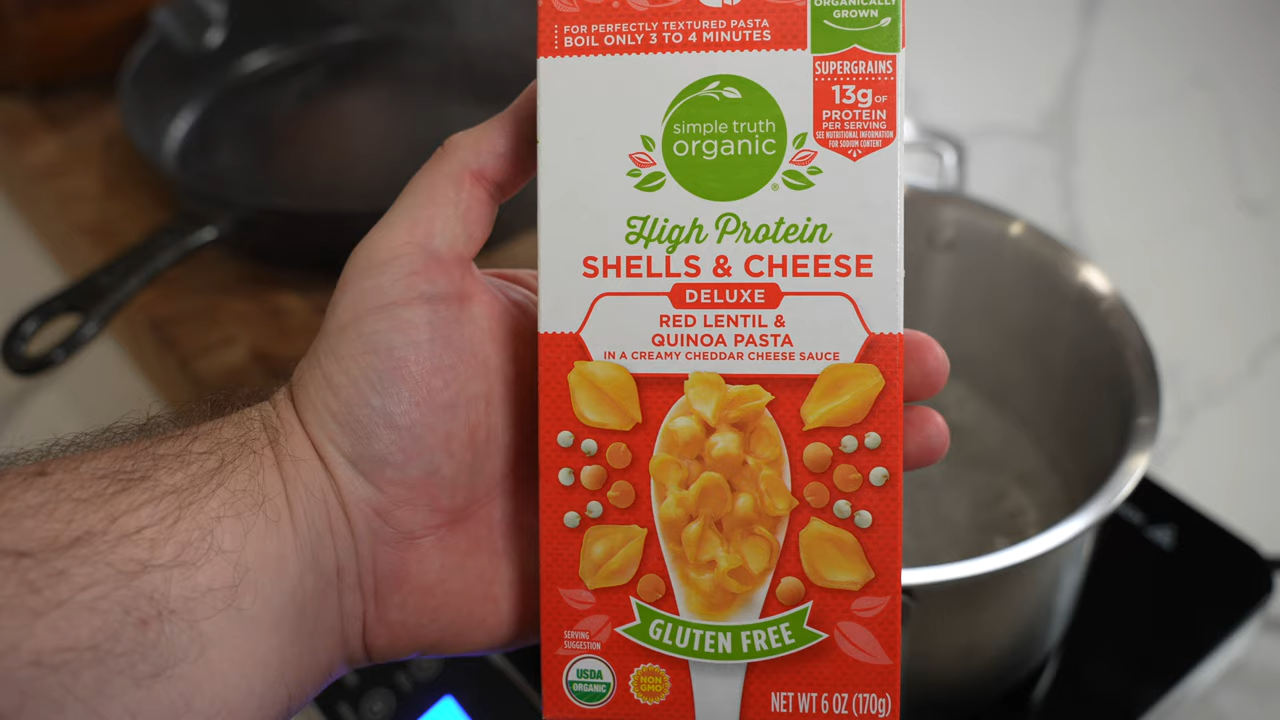 FOR PERFECTLY TEXTURED PASTA
BOIL ONLY 3 TO 4 MINUTES
ORGANICALLY
GROWN
SUPERGRAINS
13g OF
PROTEIN
PER SERVING
SEE NUTRITIONAL INFORMATION
FOR SODIUM CONTENT
simple truth
organic®
High Protein
SHELLS & CHEESE
DELUXE
RED LENTIL &
QUINOA PASTA
IN A CREAMY CHEDDAR CHEESE SAUCE
GLUTEN FREE
SERVING
SUGGESTION
USDA
ORGANIC
NON
GMO
NET WT 6 OZ (170g)